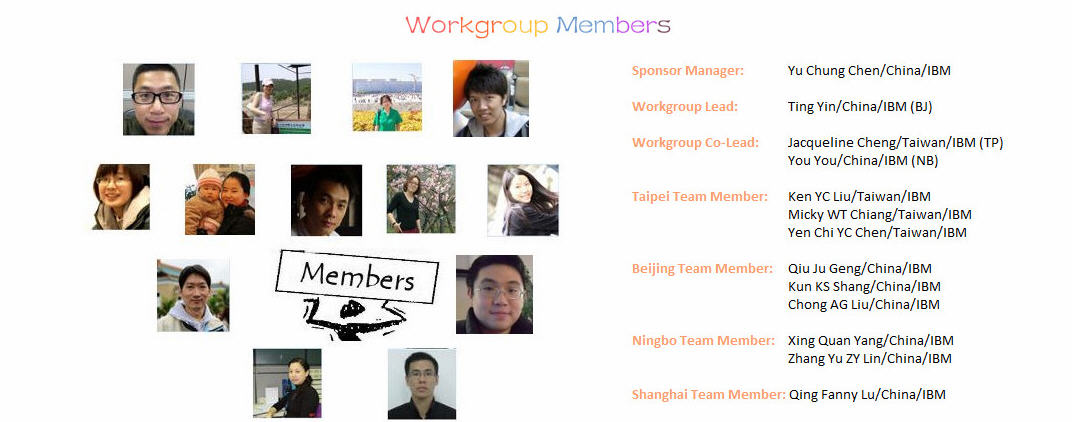 Workgroup Members
Members
Sponsor Manager: Yu Chung Chen/China/IBM
Workgroup Lead: Ting Yin/China/IBM (BJ)
Workgroup Co-Lead: Jacqueline Cheng/Taiwan/IBM (TP)
You You/China/IBM (NB)
Taipei Team Member: Ken YC Liu/Taiwan/IBM
Micky WT Chiang/Taiwan/IBM
Yen Chi YC Chen/Taiwan/IBM
Beijing Team Member: Qiu Ju Geng/China/IBM
Kun KS Shang/China/IBM
Chong AG Liu/China/IBM
Ningbo Team Member: Xing Quan Yang/China/IBM
Zhang Yu ZY Lin/China/IBM
Shanghai Team Member: Qing Fanny Lu/China/IBM